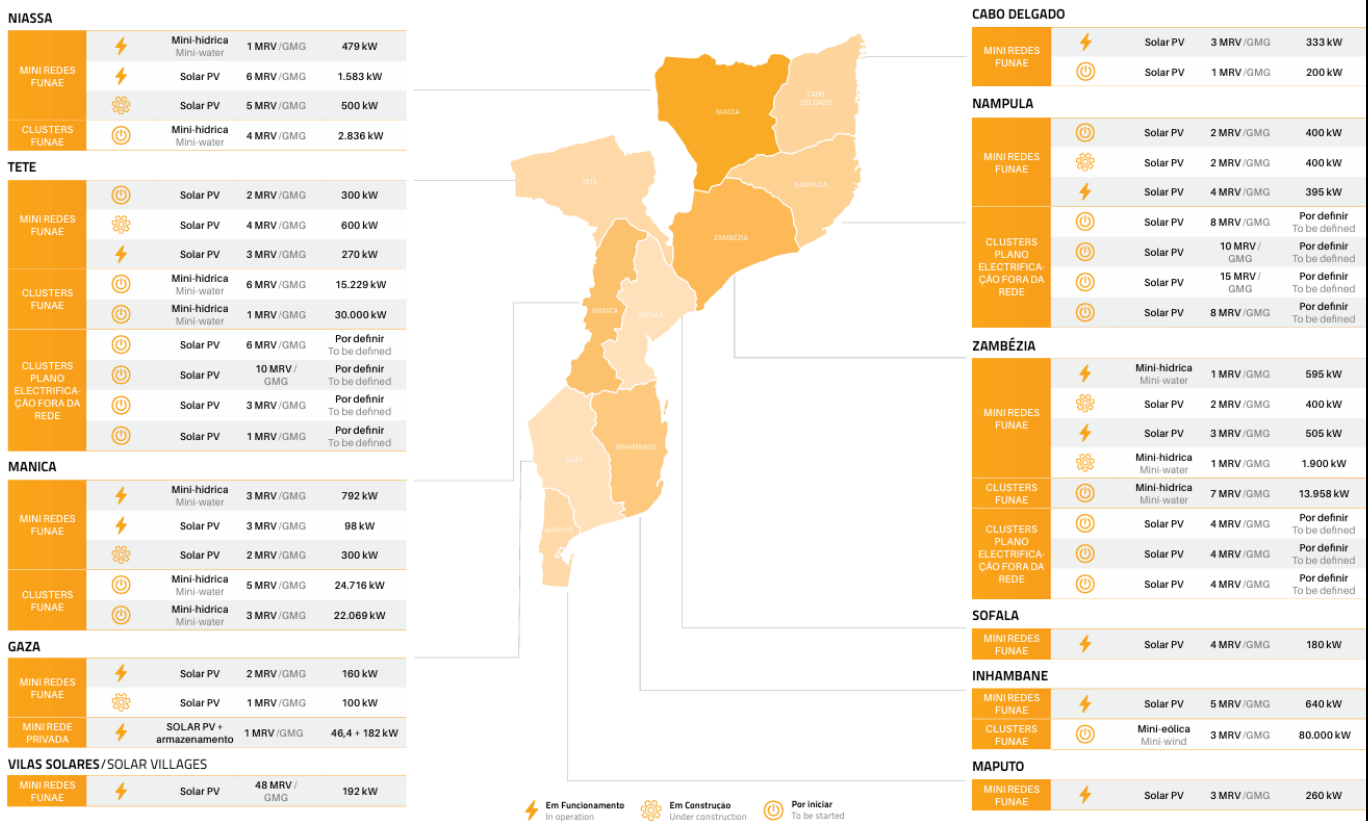 NIASSA
MINI REDES
FUNAE
Mini-hídrica
Mini-water
1 MRV/GMG
479 kW
Solar PV
6 MRV/GMG
1.583 kW
Solar PV
5 MRV/GMG
500 kW
CLUSTERS
FUNAE
Mini-hídrica
Mini-water
4 MRV/GMG
2.836 kW
TETE
MINI REDES
FUNAE
Solar PV
2 MRV/GMG
300 kW
Solar PV
4 MRV/GMG
600 kW
Solar PV
3 MRV/GMG
270 kW
CLUSTERS
FUNAE
Mini-hídrica
Mini-water
6 MRV/GMG
15.229 kW
Mini-hídrica
Mini-water
1 MRV/GMG
30.000 kW
CLUSTERS
PLANO
ELECTRIFICA-
ÇÃO FORA DA
REDE
Solar PV
6 MRV/GMG
Por definir
To be defined
Solar PV
10 MRV/
GMG
Por definir
To be defined
Solar PV
3 MRV/GMG
Por definir
To be defined
Solar PV
1 MRV/GMG
Por definir
To be defined
MANICA
MINI REDES
FUNAE
Mini-hídrica
Mini-water
3 MRV/GMG
792 kW
Solar PV
3 MRV/GMG
98 kW
Solar PV
2 MRV/GMG
300 kW
CLUSTERS
FUNAE
Mini-hídrica
Mini-water
5 MRV/GMG
24.716 kW
Mini-hídrica
Mini-water
3 MRV/GMG
22.069 kW
GAZA
MINI REDES
FUNAE
Solar PV
2 MRV/GMG
160 kW
Solar PV
1 MRV/GMG
100 kW
MINI REDE
PRIVADA
SOLAR PV +
armazenamento
1 MRV/GMG
46,4 + 182 kW
VILAS SOLARES/SOLAR VILLAGES
MINI REDES
FUNAE
Solar PV
48 MRV/
GMG
192 kW
NIASSA
CABO
DELGADO
TETE
NAMPULA
ZAMBÉZIA
MANICA
SOFALA
INHAMBANE
GAZA
MAPUTO
Em Funcionamento
In operation
Em Construção
Under construction
Por iniciar
To be started
CABO DELGADO
MINI REDES
FUNAE
Solar PV
3 MRV/GMG
333 kW
Solar PV
1 MRV/GMG
200 kW
NAMPULA
MINI REDES
FUNAE
Solar PV
2 MRV/GMG
400 kW
Solar PV
2 MRV/GMG
400 kW
Solar PV
4 MRV/GMG
395 kW
CLUSTERS
PLANO
ELECTRIFICA-
ÇÃO FORA DA
REDE
Solar PV
8 MRV/GMG
Por definir
To be defined
Solar PV
10 MRV/
GMG
Por definir
To be defined
Solar PV
15 MRV/
GMG
Por definir
To be defined
Solar PV
8 MRV/GMG
Por definir
To be defined
ZAMBÉZIA
MINI REDES
FUNAE
Mini-hídrica
Mini-water
1 MRV/GMG
595 kW
Solar PV
2 MRV/GMG
400 kW
Solar PV
3 MRV/GMG
505 kW
Mini-hídrica
Mini-water
1 MRV/GMG
1.900 kW
CLUSTERS
FUNAE
Mini-hídrica
Mini-water
7 MRV/GMG
13.958 kW
CLUSTERS
PLANO
ELECTRIFICA-
ÇÃO FORA DA
REDE
Solar PV
4 MRV/GMG
Por definir
To be defined
Solar PV
4 MRV/GMG
Por definir
To be defined
Solar PV
4 MRV/GMG
Por definir
To be defined
SOFALA
MINI REDES
FUNAE
Solar PV
4 MRV/GMG
180 kW
INHAMBANE
MINI REDES
FUNAE
Solar PV
5 MRV/GMG
640 kW
CLUSTERS
FUNAE
Mini-eólica
Mini-wind
3 MRV/GMG
80.000 kW
MAPUTO
MINI REDES
FUNAE
Solar PV
3 MRV/GMG
260 kW